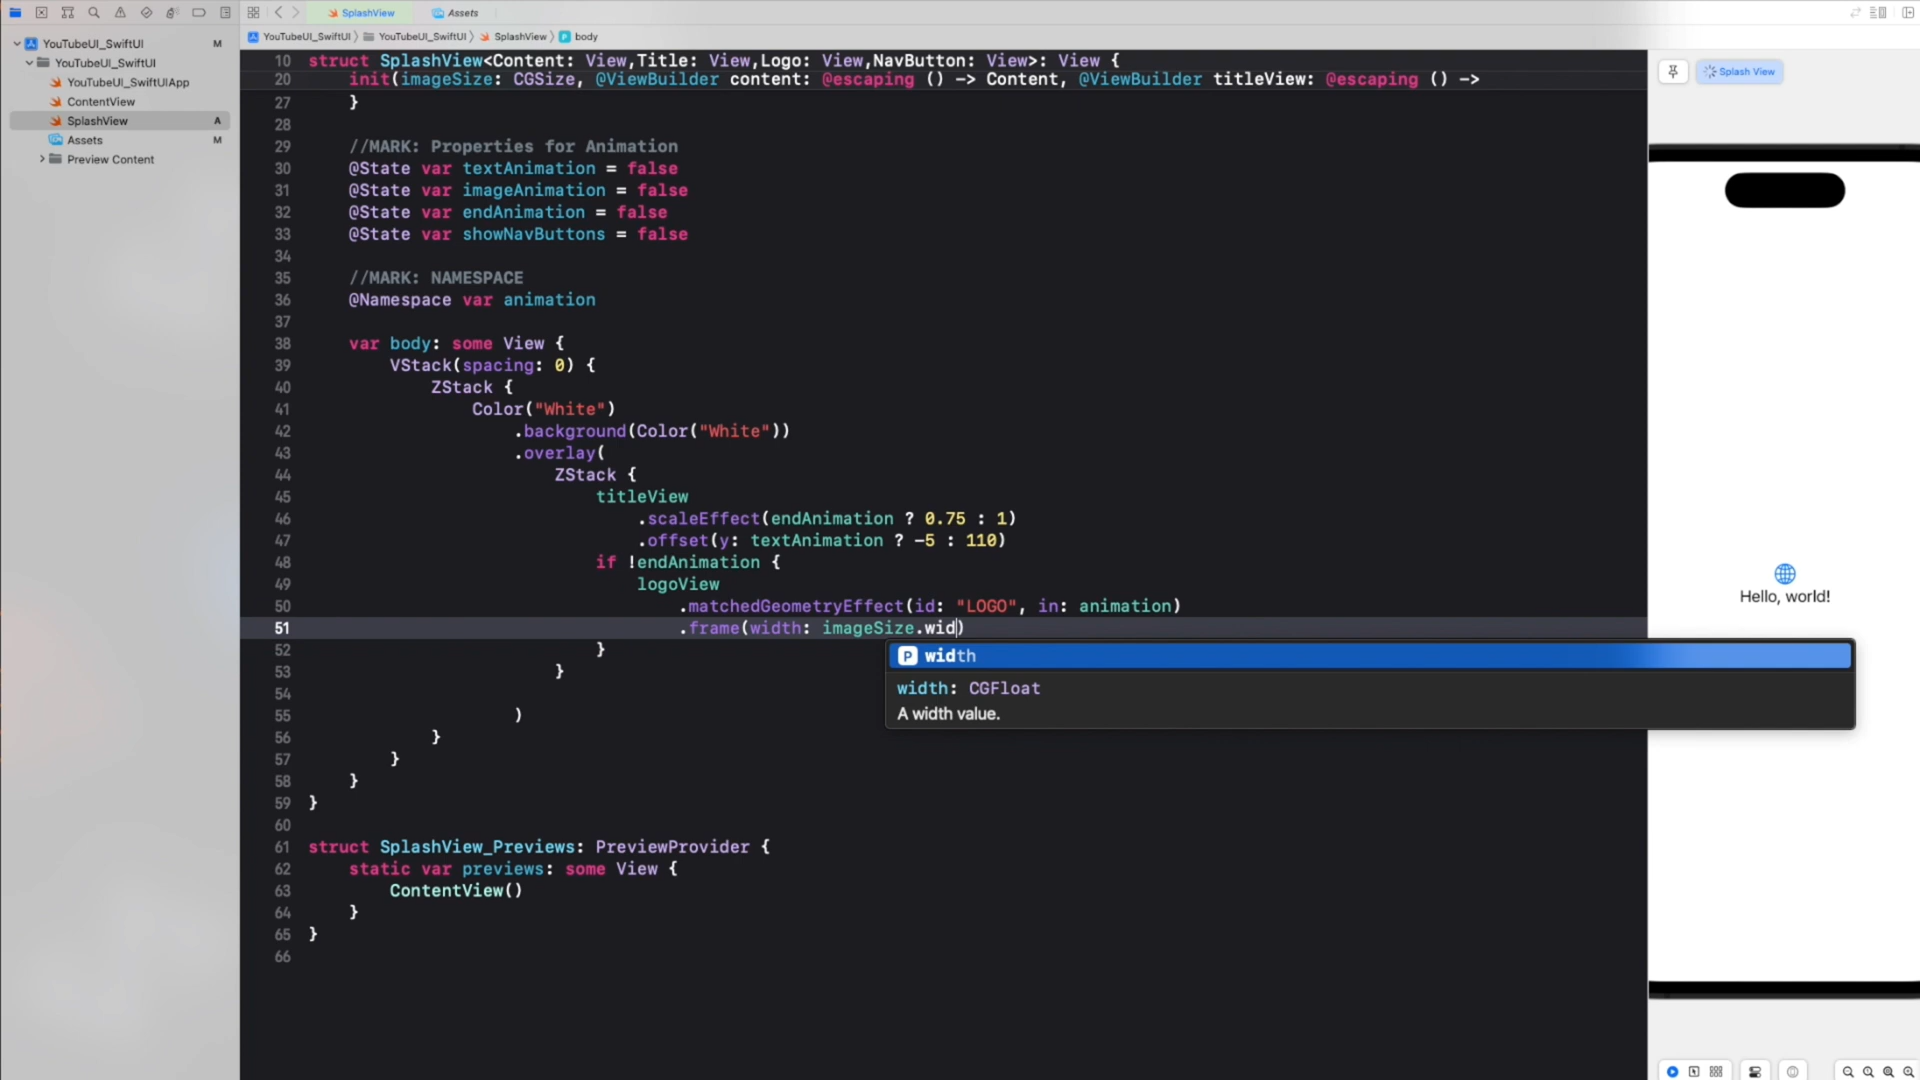 SplashView
Assets
YouTubeUI_SwiftUI
M
YouTubeUI_SwiftUI
YouTubeUI_SwiftUIApp
ContentView
SplashView
A
Assets
M
Preview Content
YouTubeUI_SwiftUI
YouTubeUI_SwiftUI
SplashView
body
10 struct SplashView<Content: View,Title: View,Logo: View,NavButton: View>: View {
20 init(imageSize: CGSize, @ViewBuilder content: @escaping () -> Content, @ViewBuilder titleView: @escaping () ->
27 }
28
29 //MARK: Properties for Animation
30 @State var textAnimation = false
31 @State var imageAnimation = false
32 @State var endAnimation = false
33 @State var showNavButtons = false
34
35 //MARK: NAMESPACE
36 @Namespace var animation
37
38 var body: some View {
39 VStack(spacing: 0) {
40 ZStack {
41 Color("White")
42 .background(Color("White"))
43 .overlay(
44 ZStack {
45 titleView
46 .scaleEffect(endAnimation ? 0.75 : 1)
47 .offset(y: textAnimation ? -5 : 110)
48 if !endAnimation {
49 logoView
50 .matchedGeometryEffect(id: "LOGO", in: animation)
51 .frame(width: imageSize.wid)
52 }
53 }
54
55 )
56 }
57 }
58 }
59 }
60
61 struct SplashView_Previews: PreviewProvider {
62 static var previews: some View {
63 ContentView()
64 }
65 }
66
P width
width: CGFloat
A width value.
Splash View
Hello, world!